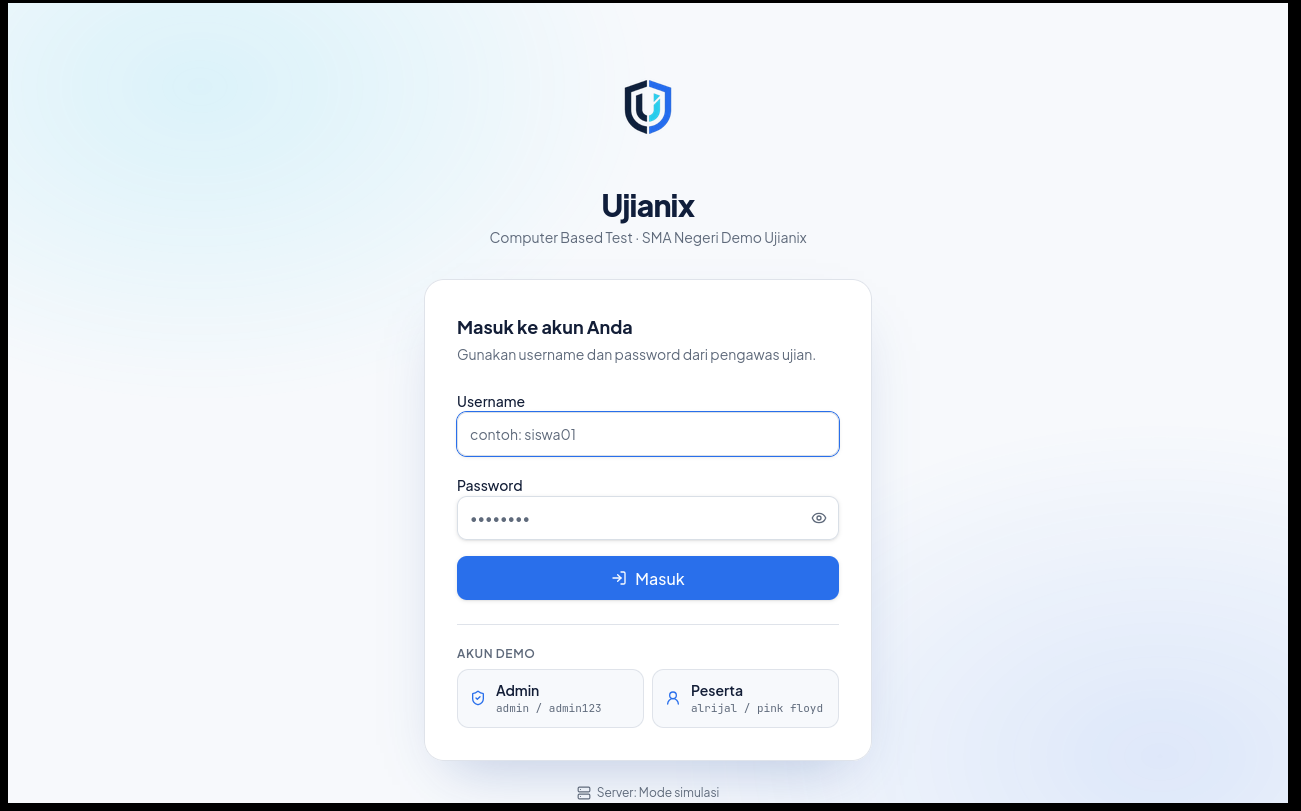 Ujianix
Computer Based Test · SMA Negeri Demo Ujianix
Masuk ke akun Anda
Gunakan username dan password dari pengawas ujian.
Username
contoh: siswa01
Password
••••••••
Masuk
AKUN DEMO
Admin
admin / admin123
Peserta
alrijal / pink floyd
Server: Mode simulasi